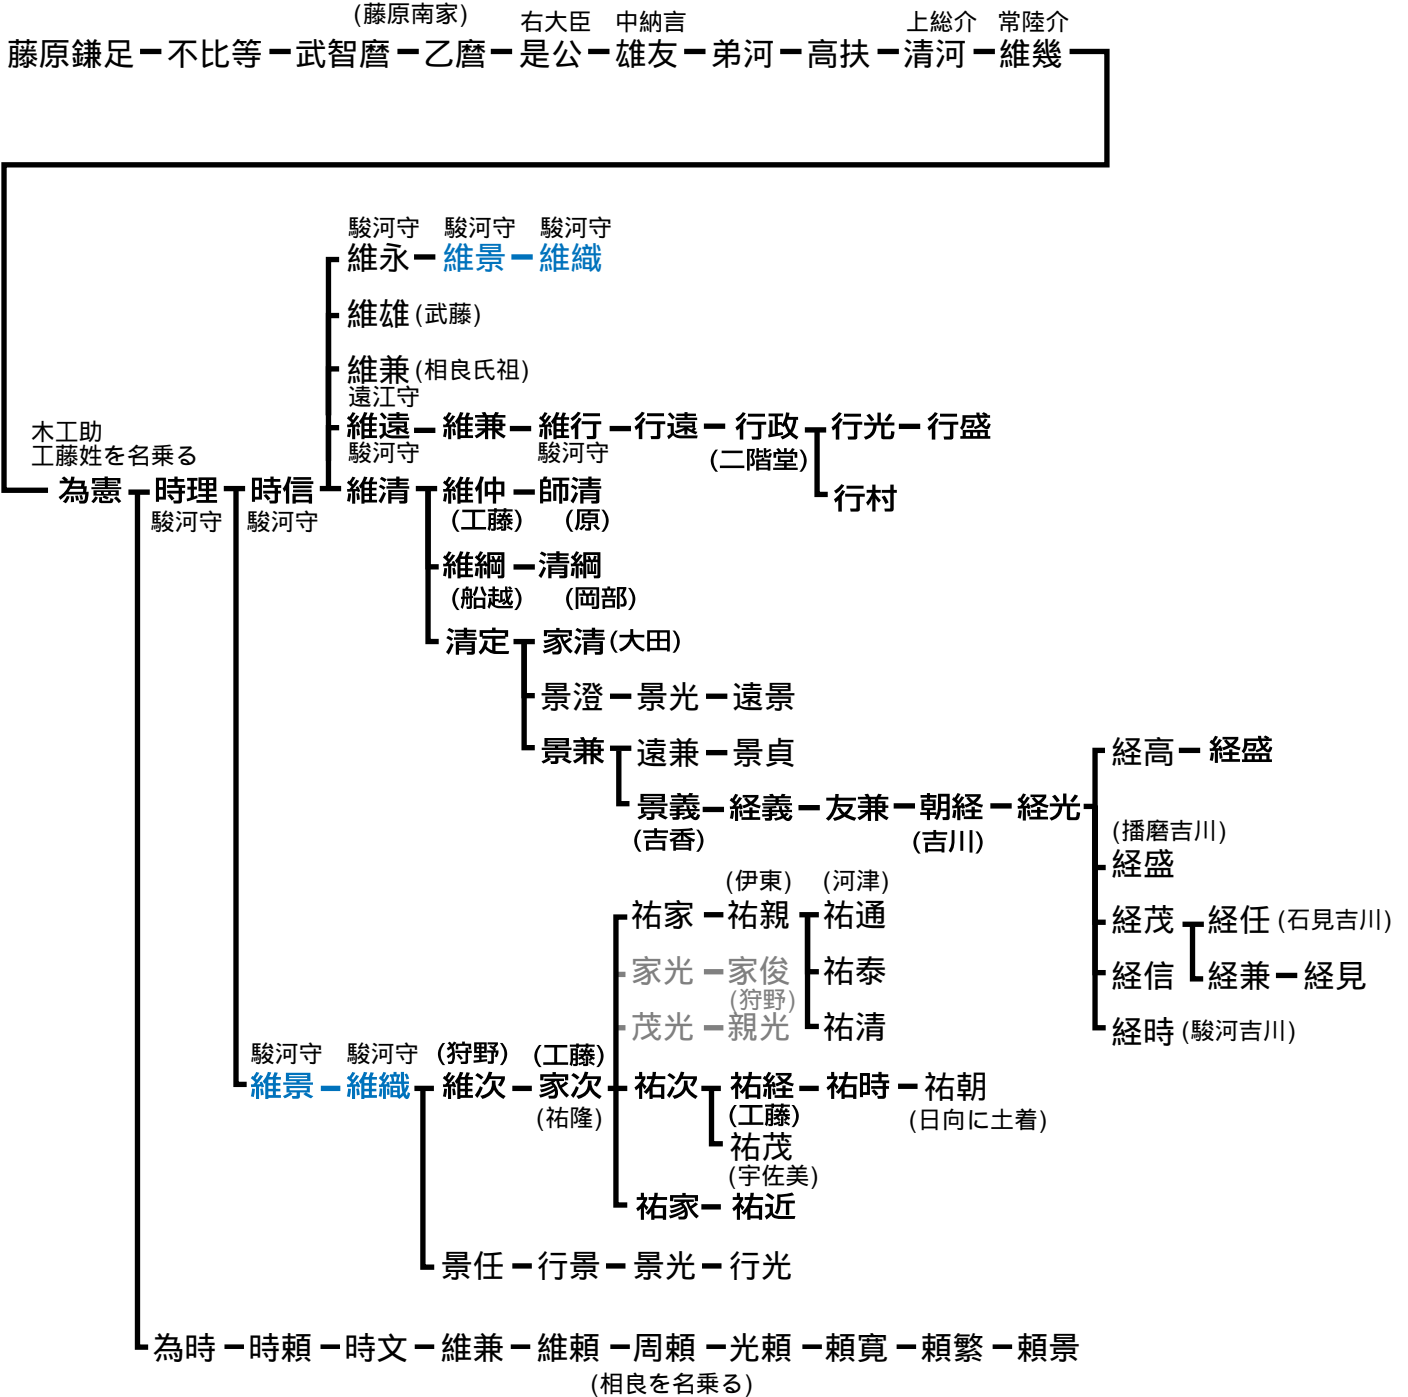 (藤原南家) 右大臣 中納言 上総介 常陸介
藤原鎌足 不比等 武智麿 乙麿 是公 雄友 弟河 高扶 清河 維幾
駿河守 駿河守 駿河守
維永 維景 維織
維雄 (武藤)
維兼 (相良氏祖)
遠江守
維遠 維兼 維行 行遠 行政 行光 行盛
木工助
工藤姓を名乗る 駿河守 駿河守 (二階堂)
為憲 時理 時信 維清 維仲 師清 行村
駿河守 駿河守 (工藤) (原)
維綱 清綱
(船越) (岡部)
清定 家清 (大田)
景澄 景光 遠景
景兼 遠兼 景貞 経高 経盛
景義 経義 友兼 朝経 経光
(吉香) (吉川) (播磨吉川)
経盛
(伊東) (河津)
祐家 祐親 祐通 経茂 経任 (石見吉川)
家光 家俊 祐泰 経信 経兼 経見
(狩野)
茂光 親光 祐清 経時 (駿河吉川)
駿河守 駿河守 (狩野) (工藤)
維景 維織 維次 家次 祐次 祐経 祐時 祐朝
(祐隆) (工藤) (日向に土着)
祐茂
(宇佐美)
祐家 祐近
景任 行景 景光 行光
為時 時頼 時文 維兼 維頼 周頼 光頼 頼寛 頼繁 頼景
(相良を名乗る)